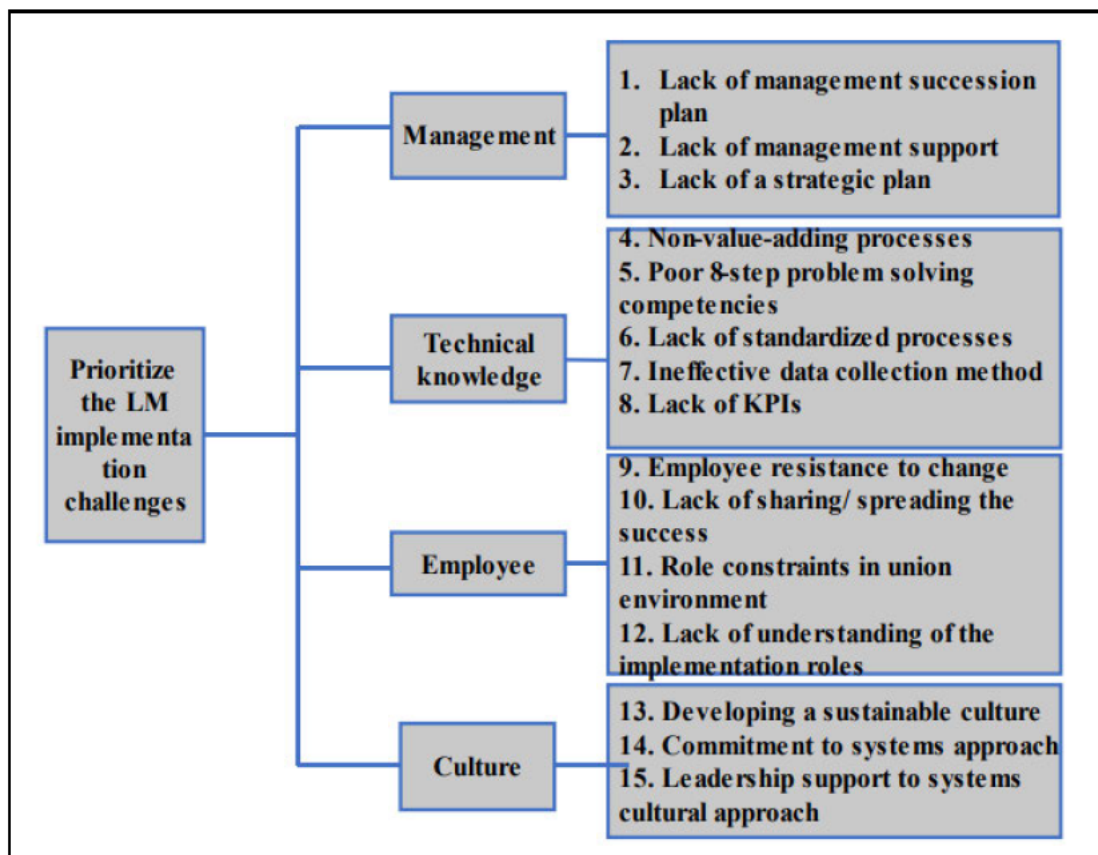 Prioritize
the LM
implementa
tion
challenges
Management
1. Lack of management succession
plan
2. Lack of management support
3. Lack of a strategic plan
Technical
knowledge
4. Non-value-adding processes
5. Poor 8-step problem solving
competencies
6. Lack of standardized processes
7. Ineffective data collection method
8. Lack of KPIs
Employee
9. Employee resistance to change
10. Lack of sharing/ spreading the
success
11. Role constraints in union
environment
12. Lack of understanding of the
implementation roles
Culture
13. Developing a sustainable culture
14. Commitment to systems approach
15. Leadership support to systems
cultural approach